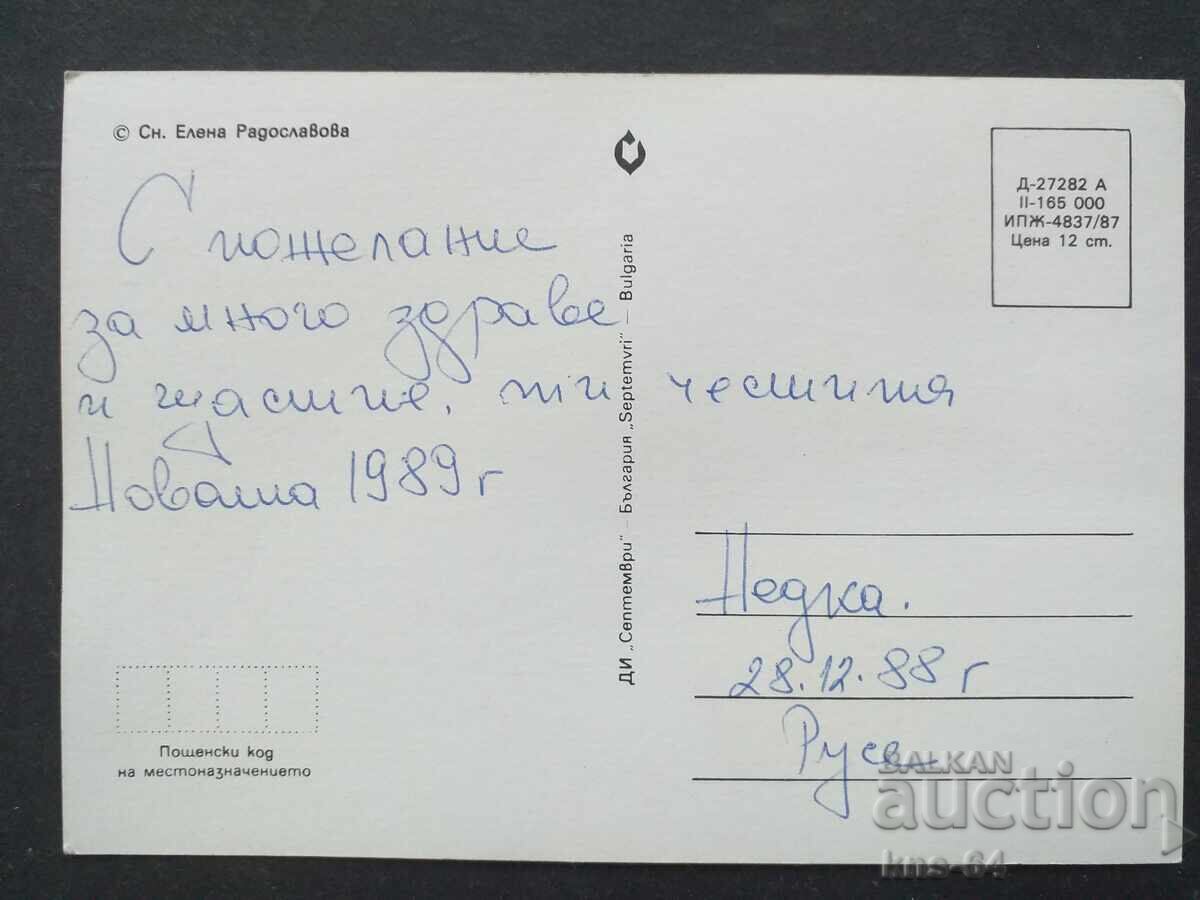 © Сн. Елена Радославова
С пожелание
за много здраве
и щастие, ти честитя
Новата 1989 г
Пощенски код
на местоназначението
ДИ „Септември" – България „Septemvri" – Bulgaria
Д-27282 А
II-165 000
ИПЖ-4837/87
Цена 12 ст.
Недка.
28.12.88 г
Русе
BALKAN
auction
kns-64